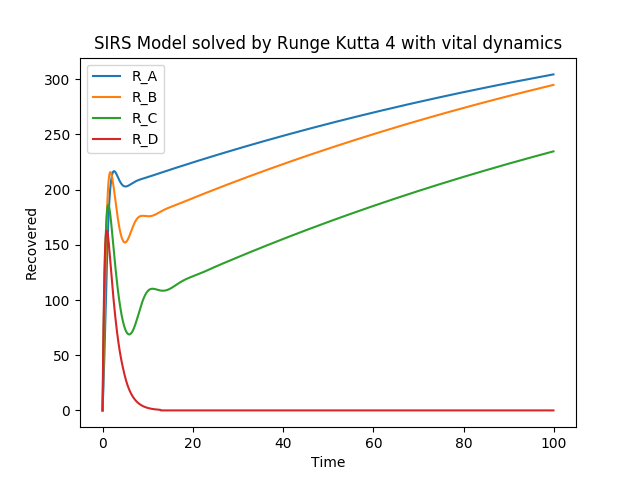 SIRS Model solved by Runge Kutta 4 with vital dynamics
R_A
R_B
R_C
R_D
300
250
200
150
100
50
0
Recovered
0 20 40 60 80 100
Time